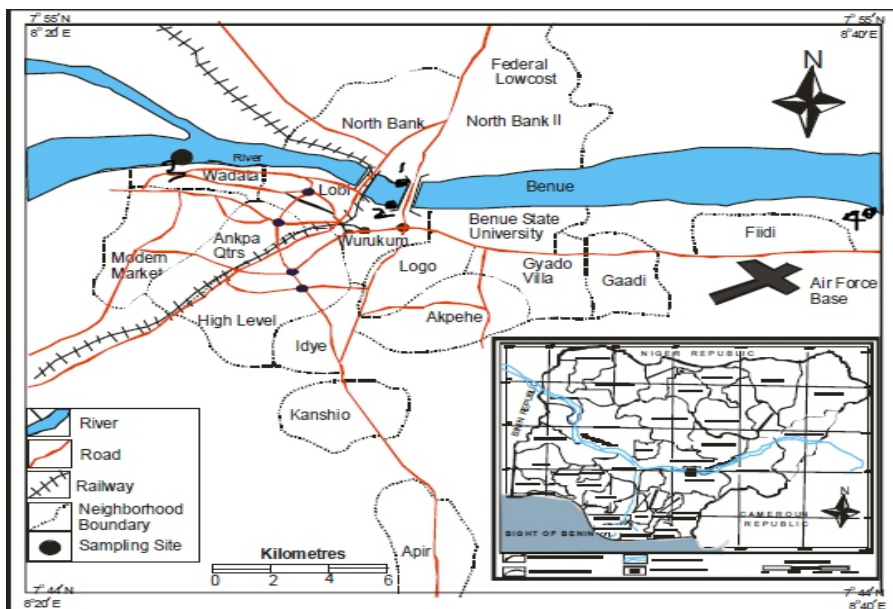 7° 55′N
8° 20′E
7° 55′N
8° 40′E
N
Federal
Lowcost
North Bank
North Bank II
River
Wadata
Lobi
1
2
3
4
Benue
Benue State
University
Fiidi
Ankpa
Qtrs
Wurukum
Modern
Market
Logo
Gyado
Villa
Gaadi
Air Force
Base
High Level
Akpehe
Idye
Kanshio
Apir
River
Road
Railway
Neighborhood
Boundary
Sampling Site
Kilometres
0 2 4 6
NIGER REPUBLIC
BENIN REPUBLIC
CAMEROUN
REPUBLIC
BIGHT OF BENIN
N
7° 44′N
8° 20′E
7° 44′N
8° 40′E